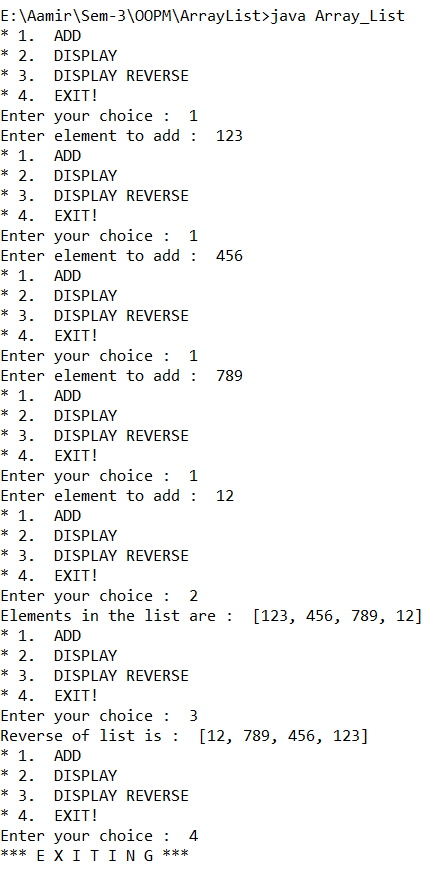 E:\Aamir\Sem-3\OOPM\ArrayList>java Array_List
* 1.  ADD
* 2.  DISPLAY
* 3.  DISPLAY REVERSE
* 4.  EXIT!
Enter your choice :  1
Enter element to add :  123
* 1.  ADD
* 2.  DISPLAY
* 3.  DISPLAY REVERSE
* 4.  EXIT!
Enter your choice :  1
Enter element to add :  456
* 1.  ADD
* 2.  DISPLAY
* 3.  DISPLAY REVERSE
* 4.  EXIT!
Enter your choice :  1
Enter element to add :  789
* 1.  ADD
* 2.  DISPLAY
* 3.  DISPLAY REVERSE
* 4.  EXIT!
Enter your choice :  1
Enter element to add :  12
* 1.  ADD
* 2.  DISPLAY
* 3.  DISPLAY REVERSE
* 4.  EXIT!
Enter your choice :  2
Elements in the list are :  [123, 456, 789, 12]
* 1.  ADD
* 2.  DISPLAY
* 3.  DISPLAY REVERSE
* 4.  EXIT!
Enter your choice :  3
Reverse of list is :  [12, 789, 456, 123]
* 1.  ADD
* 2.  DISPLAY
* 3.  DISPLAY REVERSE
* 4.  EXIT!
Enter your choice :  4
*** E X I T I N G ***